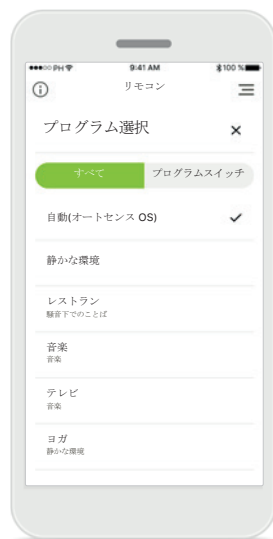 PH 9:41 AM 100 %
リモコン
プログラム選択
すべて プログラムスイッチ
自動(オートセンス OS)
静かな環境
レストラン
騒音下でのことば
音楽
音楽
テレビ
音楽
ヨガ
静かな環境